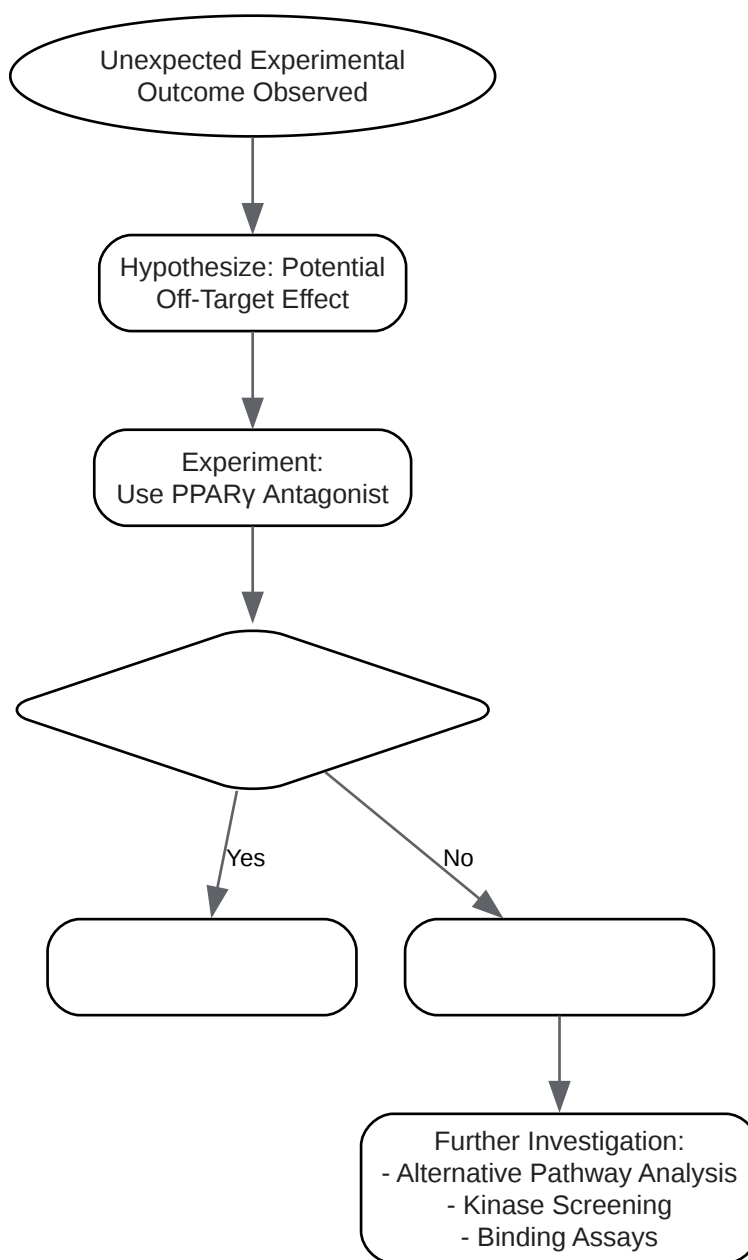 Unexpected Experimental
Outcome Observed
Hypothesize: Potential
Off-Target Effect
Experiment:
Use PPARγ Antagonist
Yes
No
Further Investigation:
- Alternative Pathway Analysis
- Kinase Screening
- Binding Assays